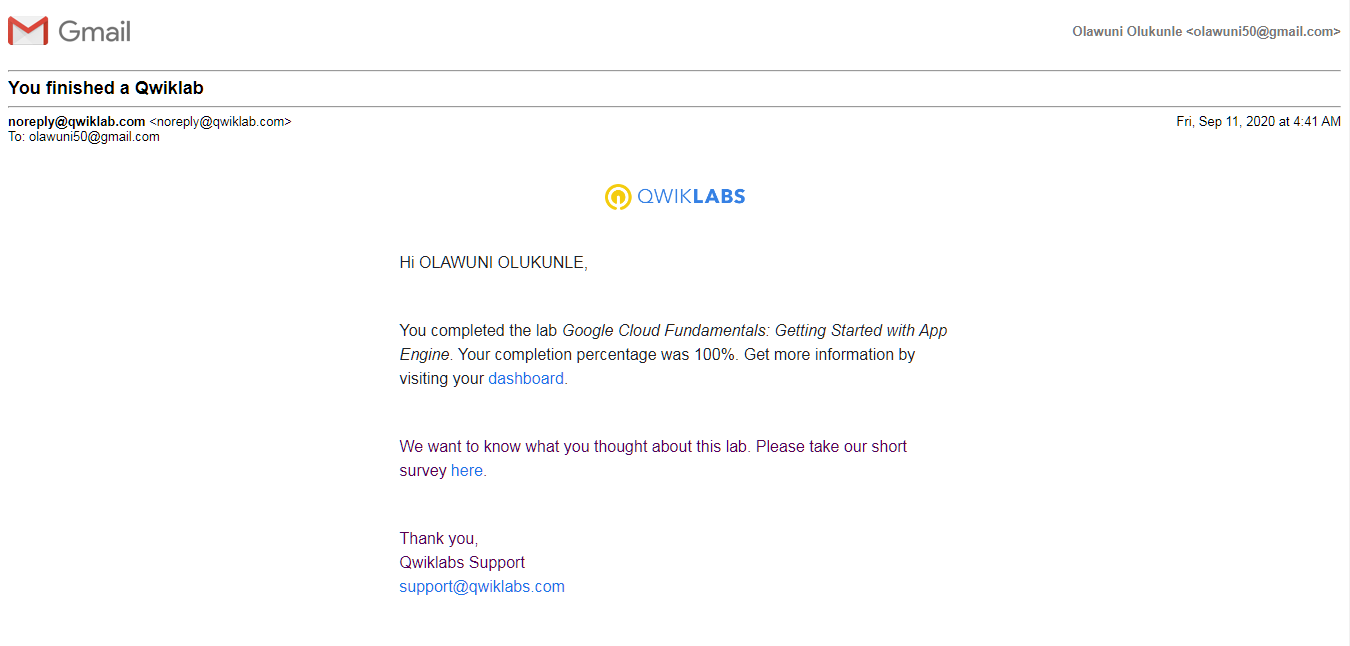 Gmail
Olawuni Olukunle <olawuni50@gmail.com>
You finished a Qwiklab
noreply@qwiklab.com <noreply@qwiklab.com>
Fri, Sep 11, 2020 at 4:41 AM
To: olawuni50@gmail.com
QWIKLABS
Hi OLAWUNI OLUKUNLE,
You completed the lab Google Cloud Fundamentals: Getting Started with App
Engine. Your completion percentage was 100%. Get more information by
visiting your dashboard.
We want to know what you thought about this lab. Please take our short
survey here.
Thank you,
Qwiklabs Support
support@qwiklabs.com